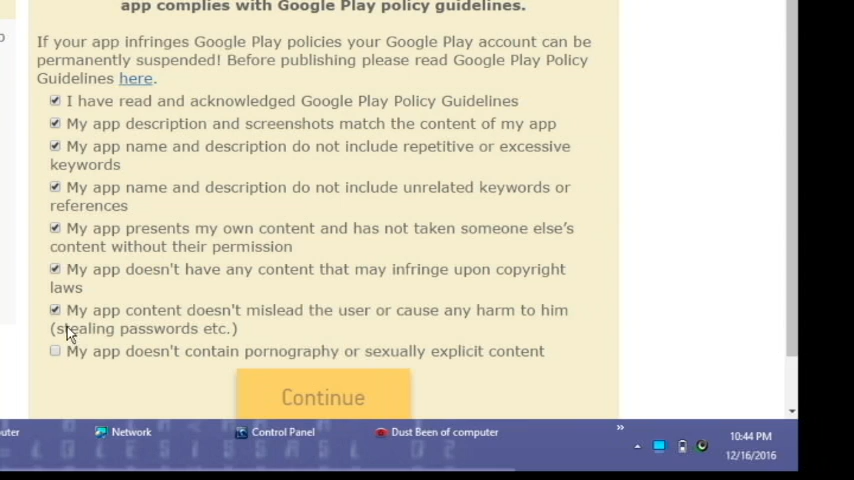 app complies with Google Play policy guidelines.
If your app infringes Google Play policies your Google Play account can be
permanently suspended! Before publishing please read Google Play Policy
Guidelines here.
I have read and acknowledged Google Play Policy Guidelines
My app description and screenshots match the content of my app
My app name and description do not include repetitive or excessive
keywords
My app name and description do not include unrelated keywords or
references
My app presents my own content and has not taken someone else’s
content without their permission
My app doesn't have any content that may infringe upon copyright
laws
My app content doesn't mislead the user or cause any harm to him
(stealing passwords etc.)
My app doesn't contain pornography or sexually explicit content
Continue
Network
Control Panel
Dust Been of computer
»
10:44 PM
12/16/2016